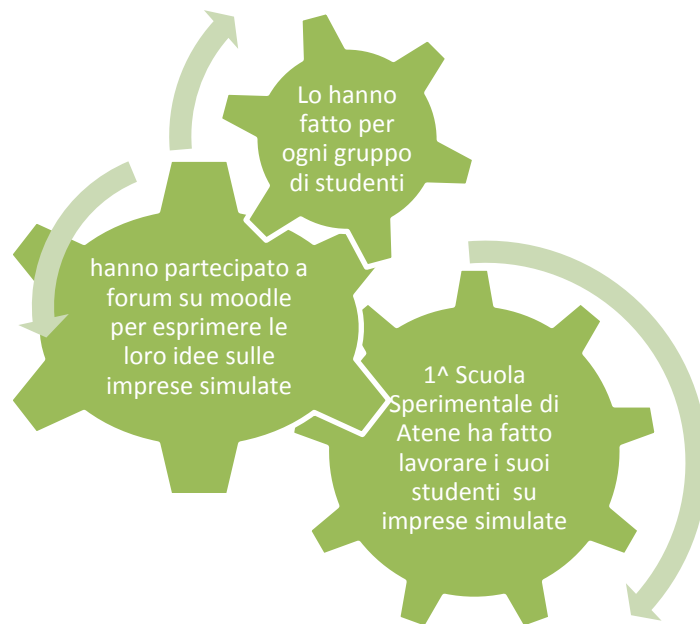 Lo hanno
fatto per
ogni gruppo
di studenti
hanno partecipato a
forum su moodle
per esprimere le
loro idee sulle
imprese simulate
1^ Scuola
Sperimentale di
Atene ha fatto
lavorare i suoi
studenti su
imprese simulate